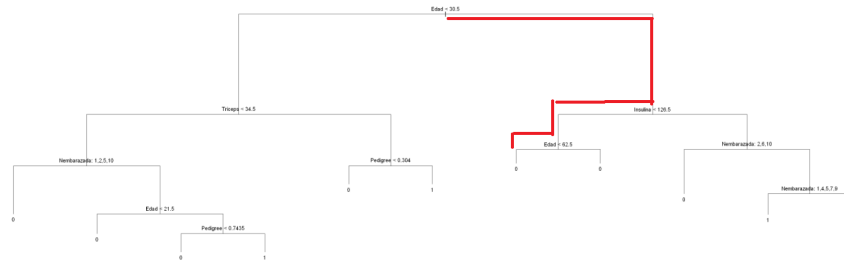 Edad < 30.5
Triceps < 34.5
Insulina < 126.5
Nembarazada: 1,2,5,10
Pedigree < 0.304
Edad < 62.5
Nembarazada: 2,6,10
0
1
0
0
Nembarazada: 1,4,5,7,9
0
Edad < 21.5
0
1
0
Pedigree < 0.7435
0
1